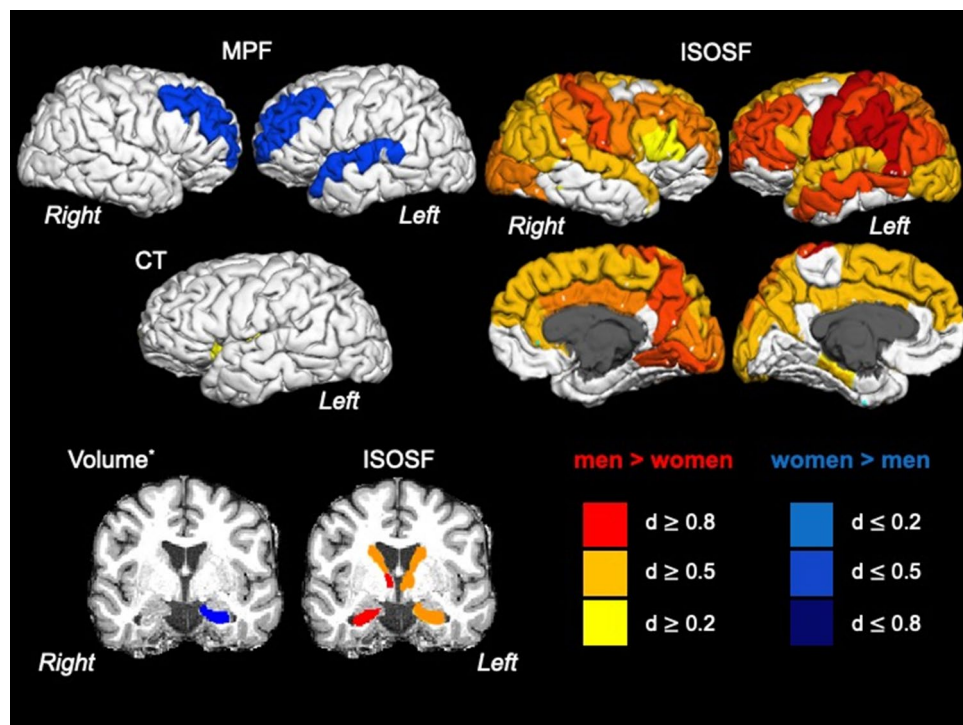 MPF
ISOSF
Right
Left
Right
Left
CT
Left
Volume*
ISOSF
Right
Left
men > women
women > men
d ≥ 0.8
d ≤ 0.2
d ≥ 0.5
d ≤ 0.5
d ≥ 0.2
d ≤ 0.8